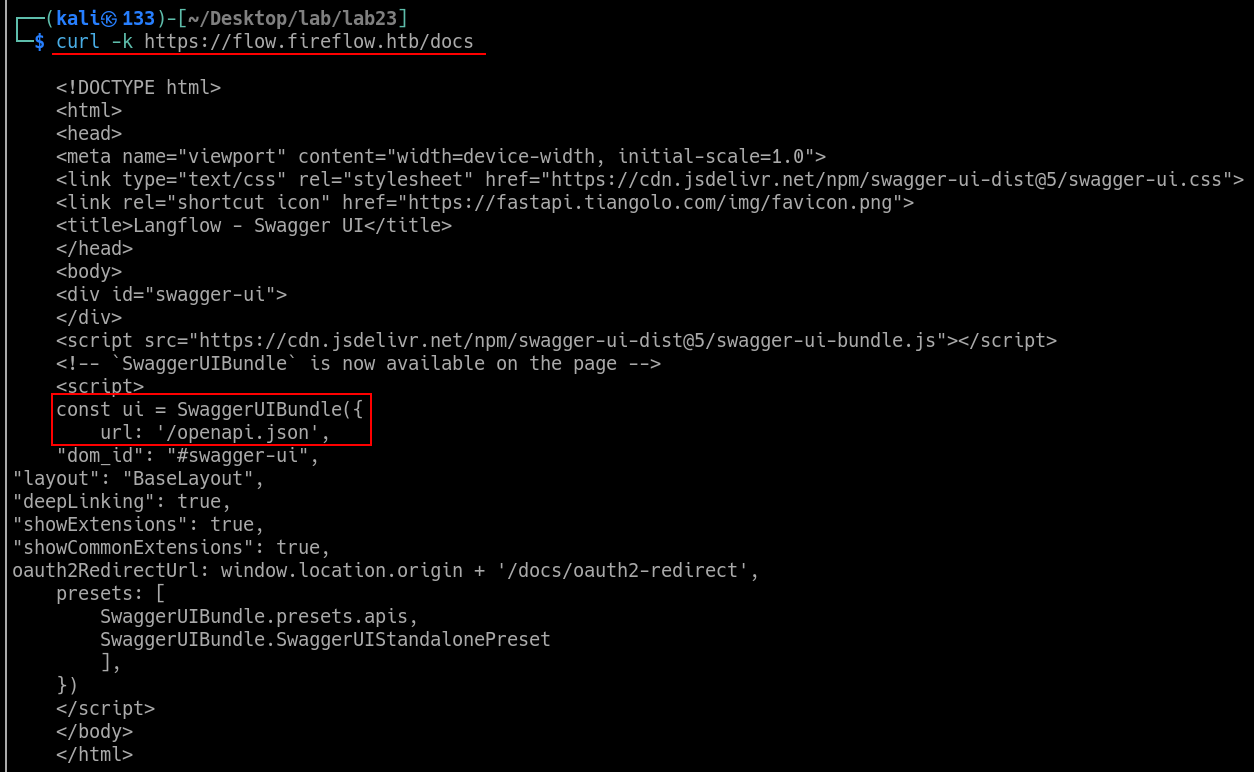 ┌──(kali㉿133)-[~/Desktop/lab/lab23]
└─$ curl -k https://flow.fireflow.htb/docs
<!DOCTYPE html>
<html>
<head>
<meta name="viewport" content="width=device-width, initial-scale=1.0">
<link type="text/css" rel="stylesheet" href="https://cdn.jsdelivr.net/npm/swagger-ui-dist@5/swagger-ui.css">
<link rel="shortcut icon" href="https://fastapi.tiangolo.com/img/favicon.png">
<title>Langflow - Swagger UI</title>
</head>
<body>
<div id="swagger-ui">
</div>
<script src="https://cdn.jsdelivr.net/npm/swagger-ui-dist@5/swagger-ui-bundle.js"></script>
<!-- `SwaggerUIBundle` is now available on the page -->
<script>
const ui = SwaggerUIBundle({
url: '/openapi.json',
"dom_id": "#swagger-ui",
"layout": "BaseLayout",
"deepLinking": true,
"showExtensions": true,
"showCommonExtensions": true,
oauth2RedirectUrl: window.location.origin + '/docs/oauth2-redirect',
presets: [
SwaggerUIBundle.presets.apis,
SwaggerUIBundle.SwaggerUIStandalonePreset
],
})
</script>
</body>
</html>